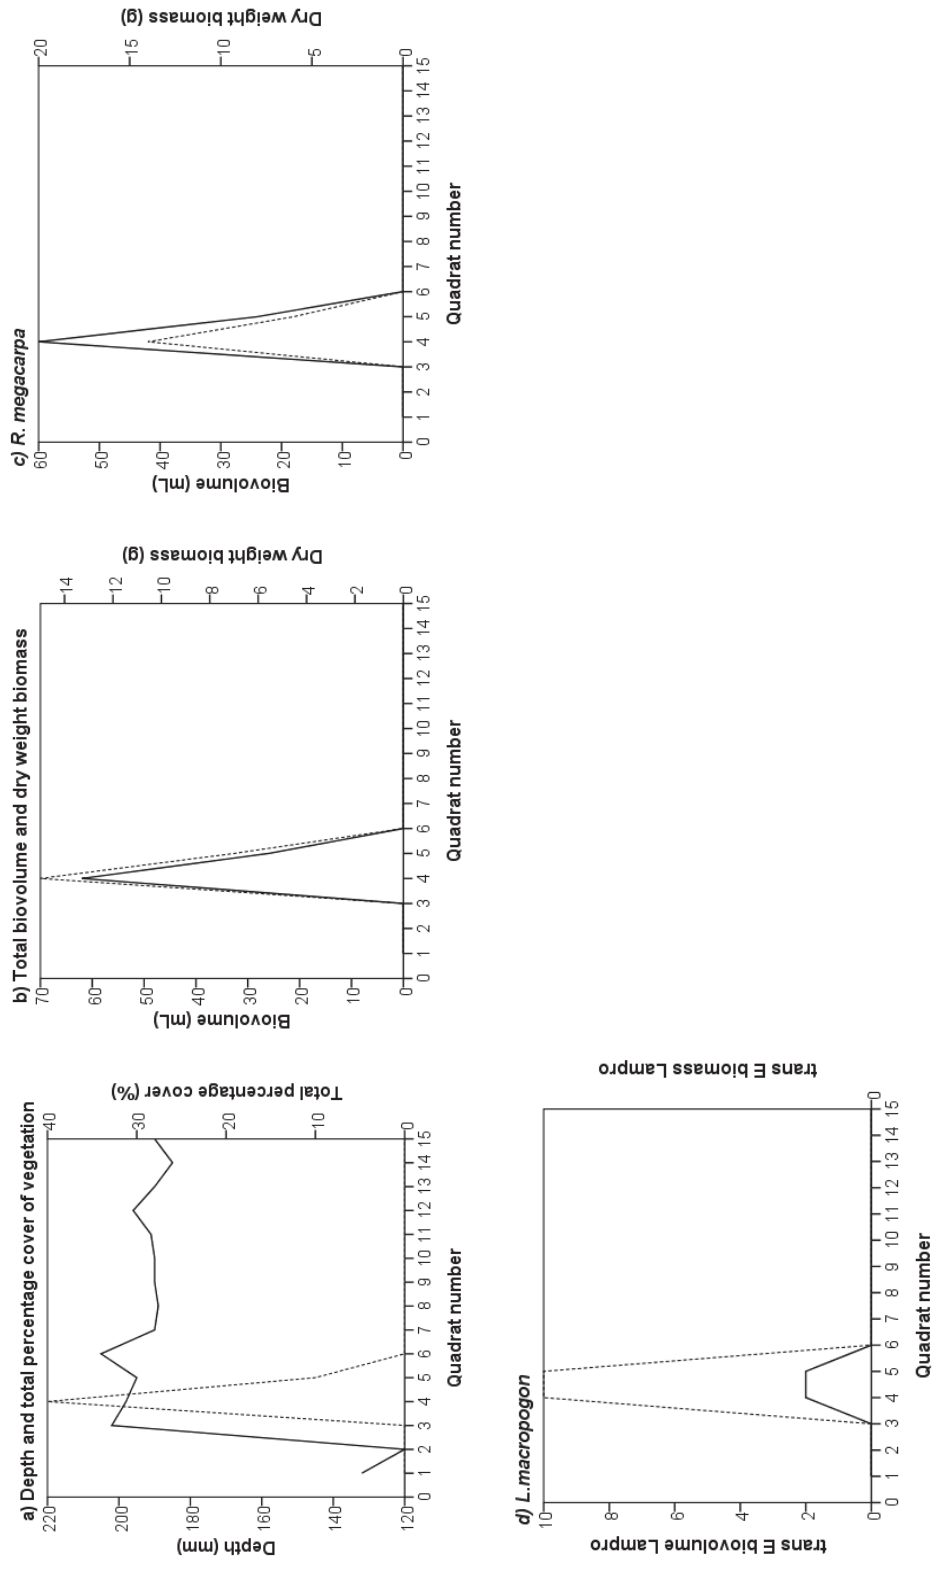 a) Depth and total percentage cover of vegetation
Depth (mm)
220
200
180
160
140
120
Total percentage cover (%)
40
30
20
10
0
0 1 2 3 4 5 6 7 8 9 10 11 12 13 14 15
Quadrat number
b) Total biovolume and dry weight biomass
Biovolume (mL)
70
60
50
40
30
20
10
0
Dry weight biomass (g)
14
12
10
8
6
4
2
0
0 1 2 3 4 5 6 7 8 9 10 11 12 13 14 15
Quadrat number
c) R. megacarpa
Biovolume (mL)
60
50
40
30
20
10
0
Dry weight biomass (g)
20
15
10
5
0
0 1 2 3 4 5 6 7 8 9 10 11 12 13 14 15
Quadrat number
d) L.macropogon
trans E biovolume Lampro
10
8
6
4
2
0
trans E biomass Lampro
0
0 1 2 3 4 5 6 7 8 9 10 11 12 13 14 15
Quadrat number